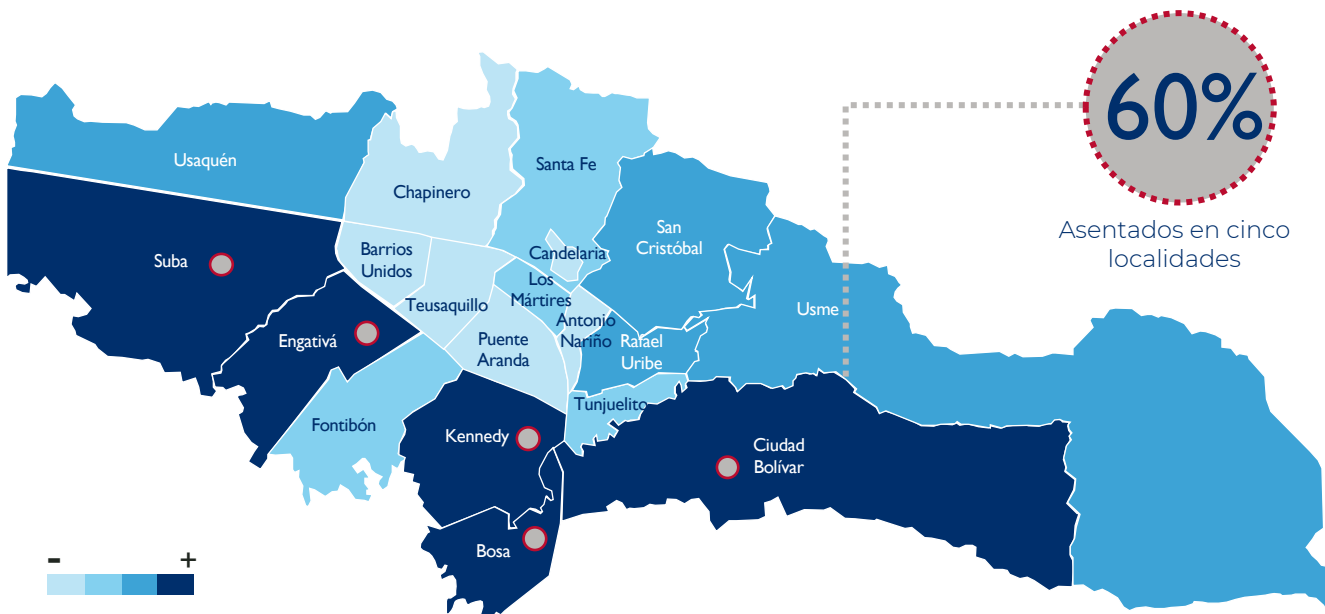 60%
Asentados en cinco
localidades
Usaquén
Chapinero
Santa Fe
San
Cristóbal
Suba
Barrios
Unidos
Candelaria
Teusaquillo
Los
Mártires
Usme
Engativá
Puente
Aranda
Antonio
Nariño
Rafael
Uribe
Fontibón
Tunjuelito
Kennedy
Ciudad
Bolívar
Bosa
- +